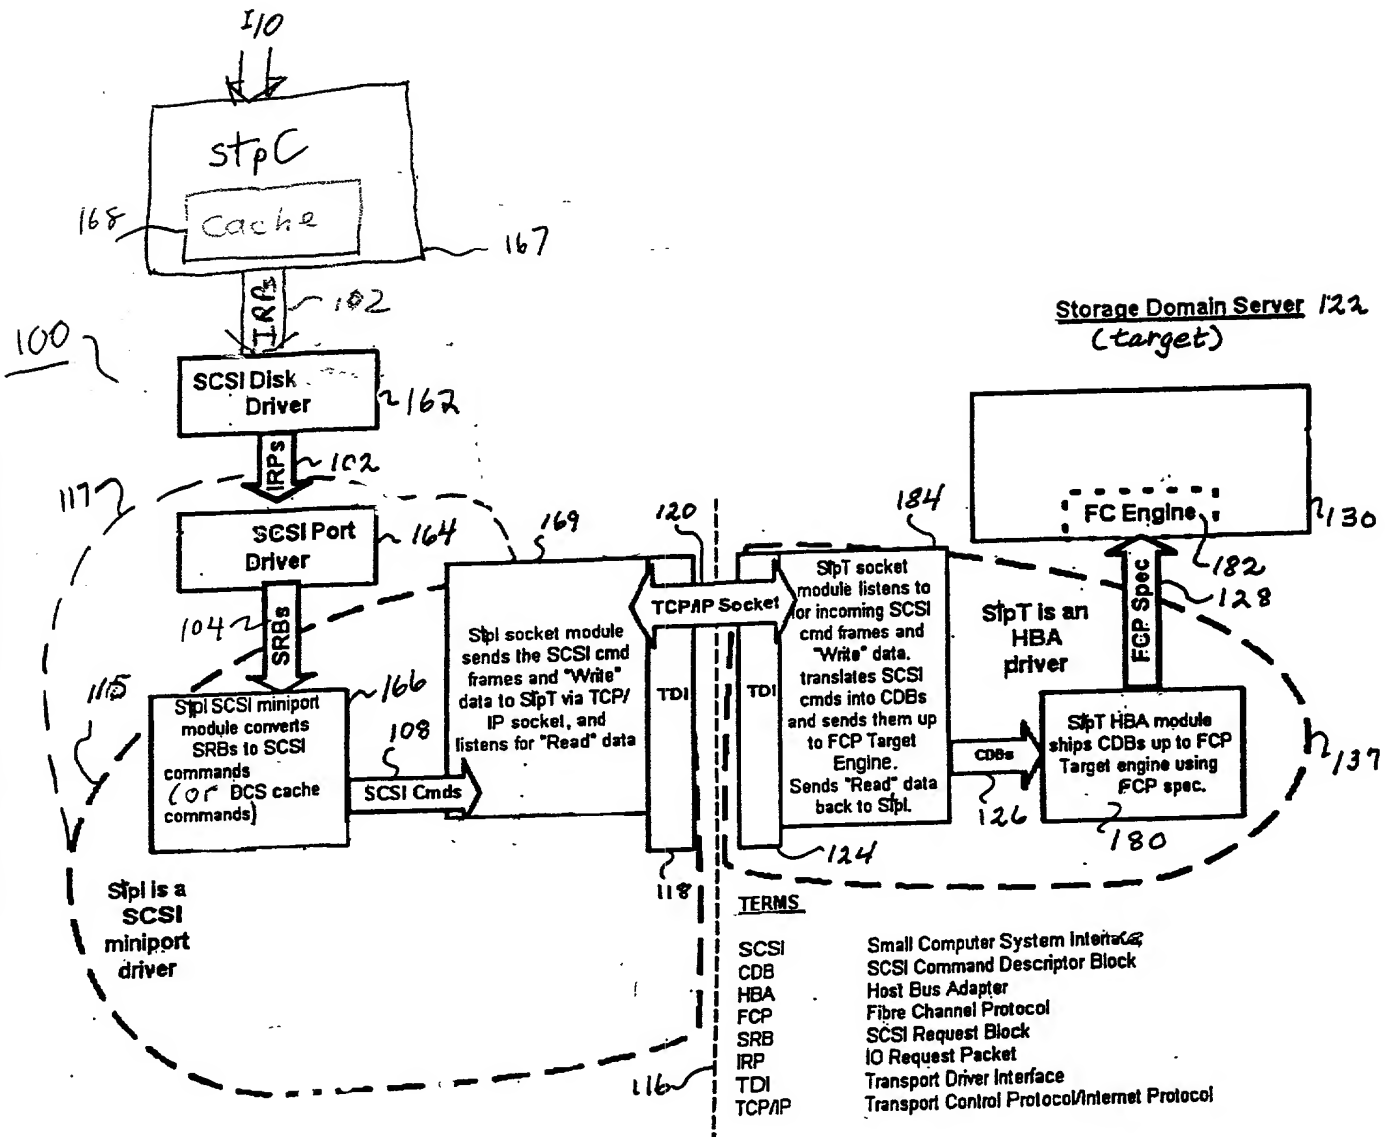 I/O
stpC
cache
168
167
IRPs
102
100
SCSI Disk
Driver
162
IRPs
102
117
SCSI Port
Driver
164
104
SRBs
115
StpI SCSI miniport
module converts
SRBs to SCSI
commands
(or DCS cache
commands)
166
108
SCSI Cmds
StpI is a
SCSI
miniport
driver
169
StpI socket module
sends the SCSI cmd
frames and "Write"
data to StpT via TCP/
IP socket, and
listens for "Read" data
TDI
118
120
TCP/IP Socket
116
Storage Domain Server 122
(target)
184
StpT socket
module listens to
for incoming SCSI
cmd frames and
"Write" data.
translates SCSI
cmds into CDBs
and sends them up
to FCP Target
Engine.
Sends "Read" data
back to StpI.
TDI
124
FC Engine
130
182
FCP Spec
128
StpT is an
HBA
driver
CDBs
126
StpT HBA module
ships CDBs up to FCP
Target engine using
FCP spec.
180
137
TERMS
SCSI Small Computer System Interface
CDB SCSI Command Descriptor Block
HBA Host Bus Adapter
FCP Fibre Channel Protocol
SRB SCSI Request Block
IRP IO Request Packet
TDI Transport Driver Interface
TCP/IP Transport Control Protocol/Internet Protocol